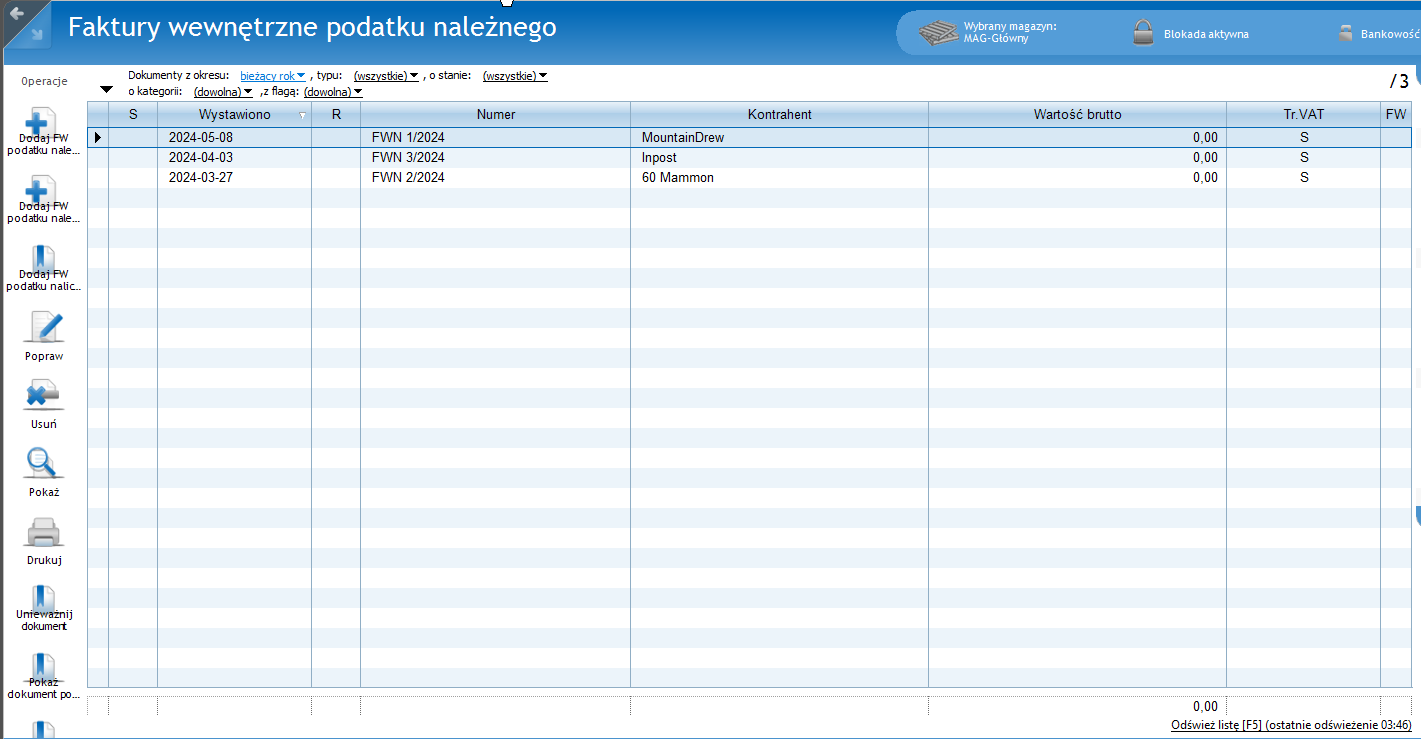 Faktury wewnętrzne podatku należnego
Wybrany magazyn:
MAG-Główny
Blokada aktywna
Bankowość
Operacje
Dokumenty z okresu: bieżący rok , typu: (wszystkie) , o stanie: (wszystkie)
o kategorii: (dowolna) ,z flagą: (dowolna)
/3
S Wystawiono R Numer Kontrahent Wartość brutto Tr.VAT FW
2024-05-08 FWN 1/2024 MountainDrew 0,00 S
2024-04-03 FWN 3/2024 Inpost 0,00 S
2024-03-27 FWN 2/2024 60 Mammon 0,00 S
Dodaj FW
podatku nale...
Dodaj FW
podatku nale...
Dodaj FW
podatku nalic...
Popraw
Usuń
Pokaż
Drukuj
Unieważnij
dokument
Pokaż
dokument po...
0,00
Odśwież listę [F5] (ostatnie odświeżenie 03:46)